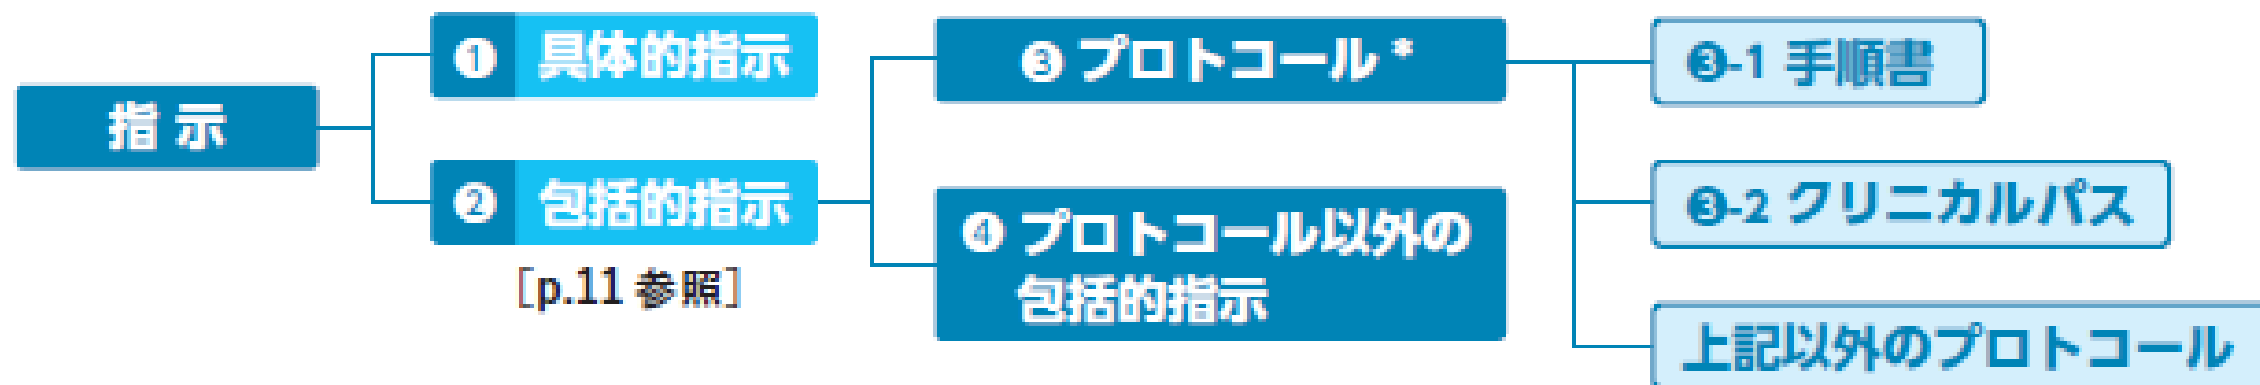 指示
❶ 具体的指示
❷ 包括的指示
［p.11 参照］
❸ プロトコール*
❹ プロトコール以外の
包括的指示
❸-1 手順書
❸-2 クリニカルパス
上記以外のプロトコール